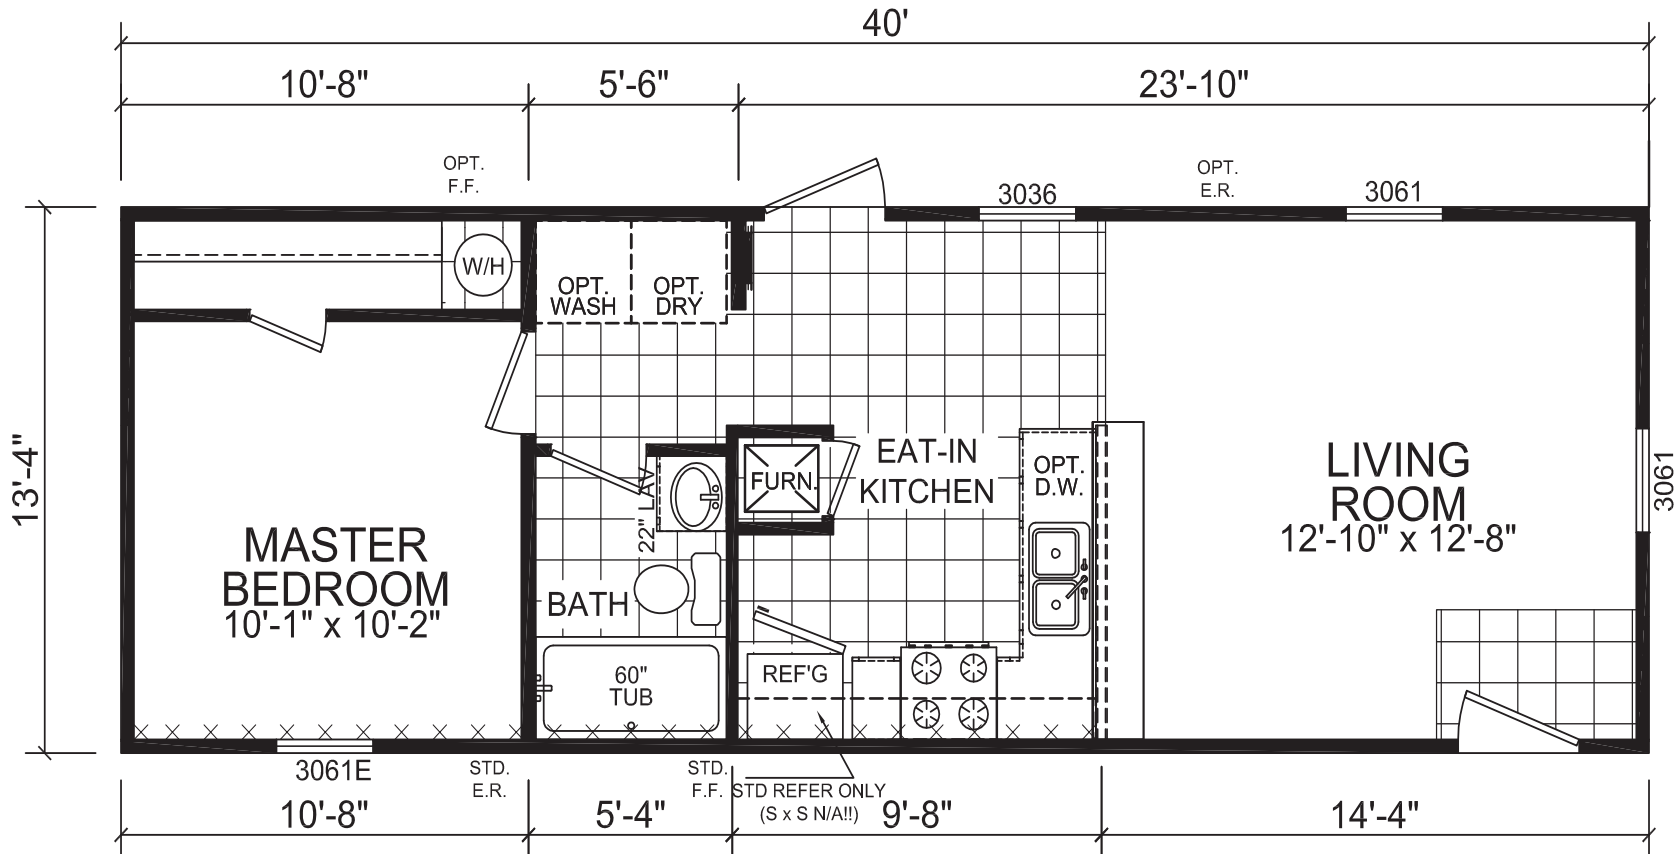 40'
10'-8"
5'-6"
23'-10"
OPT.
F.F.
OPT.
E.R.
3036
3061
W/H
OPT.
WASH
OPT.
DRY
13'-4"
EAT-IN
KITCHEN
FURN.
OPT.
D.W.
LIVING
ROOM
12'-10" x 12'-8"
3061
22" LAV
MASTER
BEDROOM
10'-1" x 10'-2"
BATH
60"
TUB
REF'G
3061E
STD.
E.R.
STD.
F.F.
STD REFER ONLY
(S x S N/A!!)
10'-8"
5'-4"
9'-8"
14'-4"